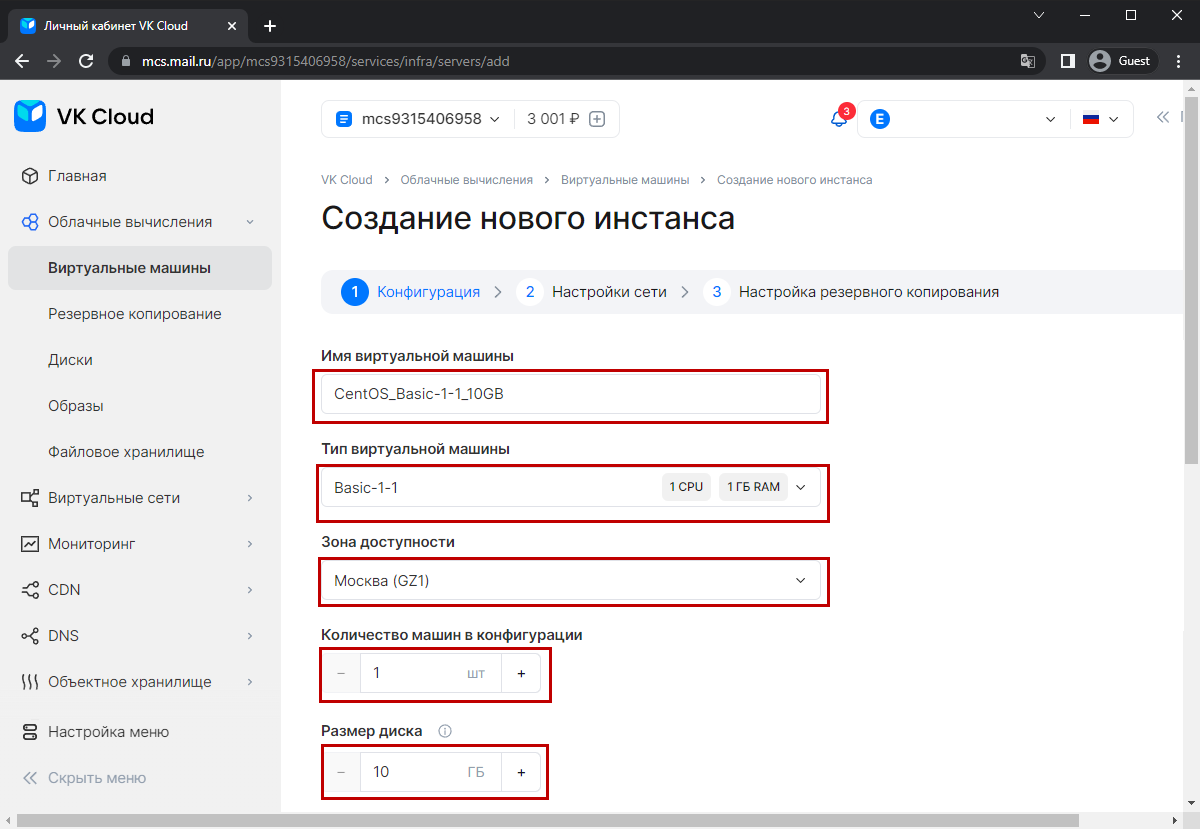 Личный кабинет VK Cloud
mcs.mail.ru/app/mcs9315406958/services/infra/servers/add
Guest
VK Cloud
mcs9315406958
3 001 ₽
3
E
Главная
Облачные вычисления
Виртуальные машины
Резервное копирование
Диски
Образы
Файловое хранилище
Виртуальные сети
Мониторинг
CDN
DNS
Объектное хранилище
Настройка меню
Скрыть меню
VK Cloud > Облачные вычисления > Виртуальные машины > Создание нового инстанса
Создание нового инстанса
1 Конфигурация > 2 Настройки сети > 3 Настройка резервного копирования
Имя виртуальной машины
CentOS_Basic-1-1_10GB
Тип виртуальной машины
Basic-1-1 1 CPU 1 ГБ RAM
Зона доступности
Москва (GZ1)
Количество машин в конфигурации
− 1 шт +
Размер диска
− 10 ГБ +